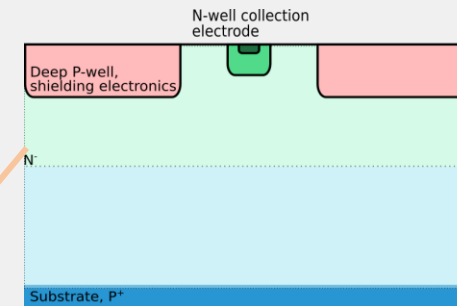 N-well collection
electrode
Deep P-well,
shielding electronics
N⁻
Substrate, P⁺